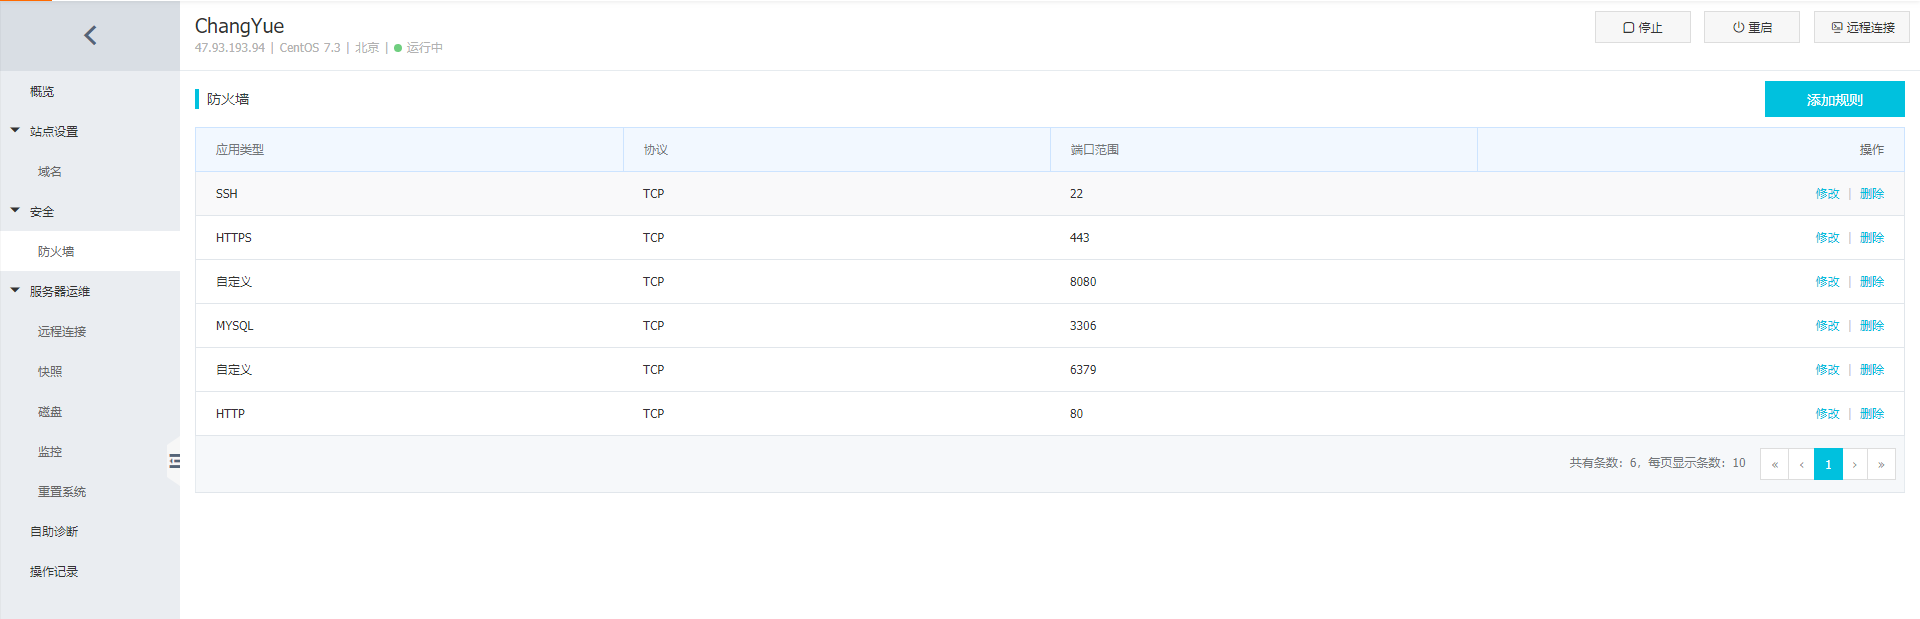 ChangYue
47.93.193.94 | CentOS 7.3 | 北京 | 运行中
停止
重启
远程连接
概览
站点设置
域名
安全
防火墙
服务器运维
远程连接
快照
磁盘
监控
重置系统
自助诊断
操作记录
防火墙
添加规则
应用类型 协议 端口范围 操作
SSH TCP 22 修改 | 删除
HTTPS TCP 443 修改 | 删除
自定义 TCP 8080 修改 | 删除
MYSQL TCP 3306 修改 | 删除
自定义 TCP 6379 修改 | 删除
HTTP TCP 80 修改 | 删除
共有条数: 6, 每页显示条数: 10 « ‹ 1 › »